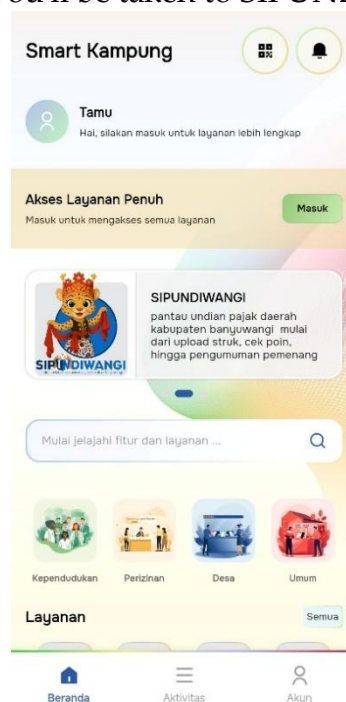 Smart Kampung
Tamu
Hai, silakan masuk untuk layanan lebih lengkap
Akses Layanan Penuh
Masuk untuk mengakses semua layanan
Masuk
SIPUNDIWANGI
SIPUNDIWANGI
pantau undian pajak daerah
kabupaten banyuwangi mulai
dari upload struk, cek poin,
hingga pengumuman pemenang
Mulai jelajahi fitur dan layanan ...
Kependudukan
Perizinan
Desa
Umum
Layanan
Semua
Beranda
Aktivitas
Akun